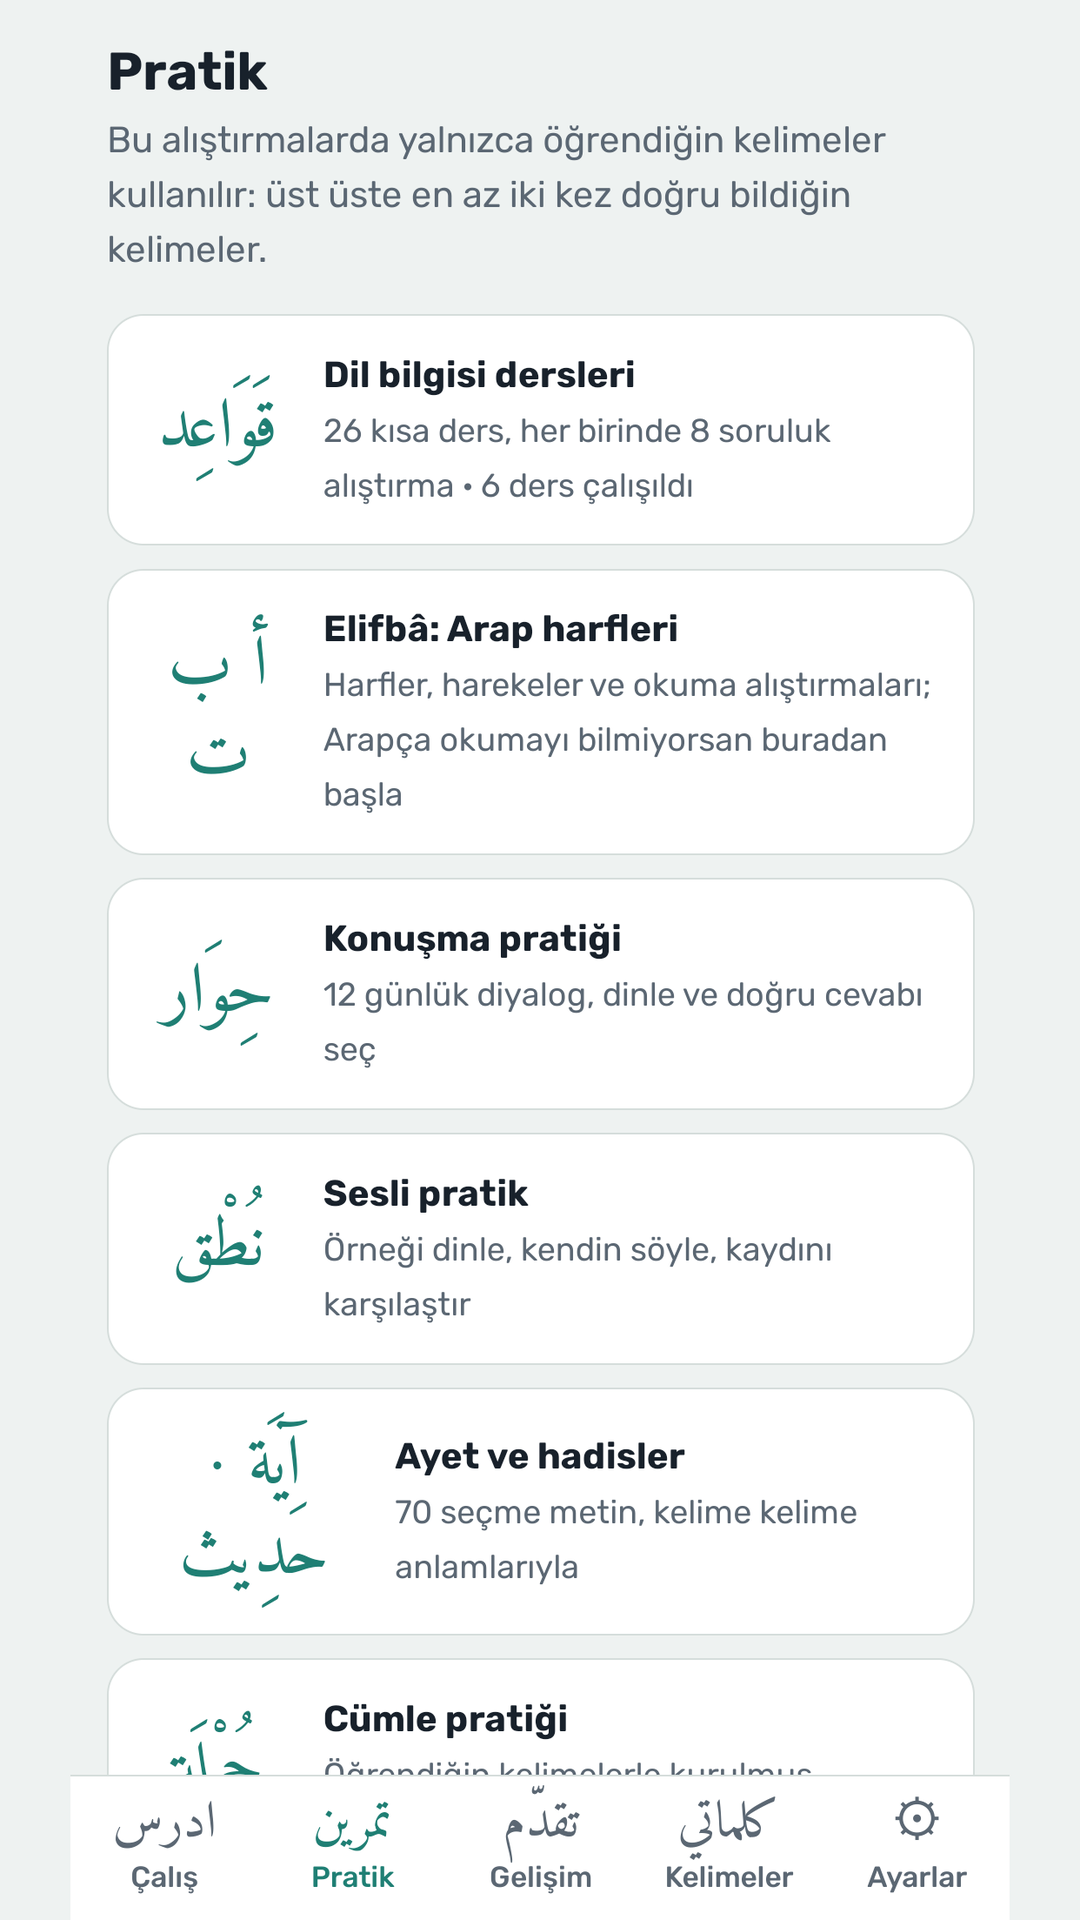 Pratik
Bu alıştırmalarda yalnızca öğrendiğin kelimeler
kullanılır: üst üste en az iki kez doğru bildiğin
kelimeler.
قَوَاعِد
Dil bilgisi dersleri
26 kısa ders, her birinde 8 soruluk
alıştırma • 6 ders çalışıldı
أ ب
ت
Elifbâ: Arap harfleri
Harfler, harekeler ve okuma alıştırmaları;
Arapça okumayı bilmiyorsan buradan
başla
حِوَار
Konuşma pratiği
12 günlük diyalog, dinle ve doğru cevabı
seç
نُطْق
Sesli pratik
Örneği dinle, kendin söyle, kaydını
karşılaştır
آيَة ·
حَدِيث
Ayet ve hadisler
70 seçme metin, kelime kelime
anlamlarıyla
Cümle pratiği
Öğrendiğin kelimelerle kurulmuş
ادرس
Çalış
تمرين
Pratik
تقدّم
Gelişim
كلماتي
Kelimeler
Ayarlar